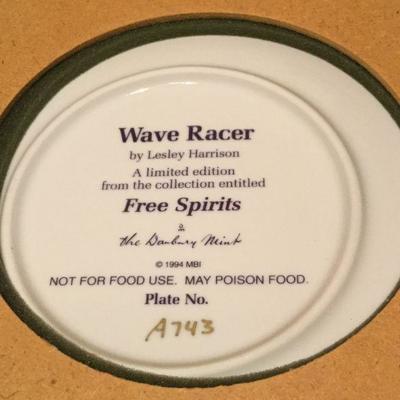 Wave Racer
by Lesley Harrison
A limited edition
from the collection entitled
Free Spirits
The Danbury Mint
© 1994 MBI
NOT FOR FOOD USE. MAY POISON FOOD.
Plate No.
A743